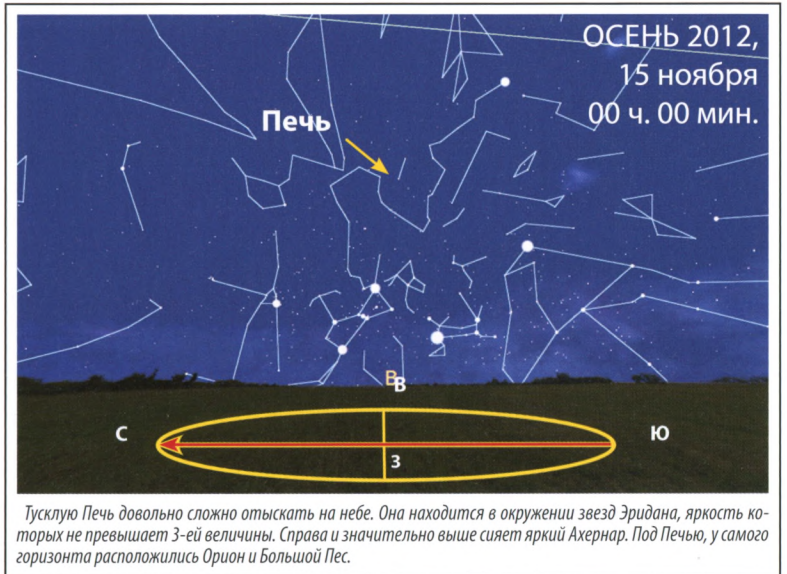 ОСЕНЬ 2012,
15 ноября
00 ч. 00 мин.
Печь
В
В
С
Ю
З
Тусклую Печь довольно сложно отыскать на небе. Она находится в окружении звезд Эридана, яркость ко-
торых не превышает 3-ей величины. Справа и значительно выше сияет яркий Ахернар. Под Печью, у самого
горизонта расположились Орион и Большой Пес.